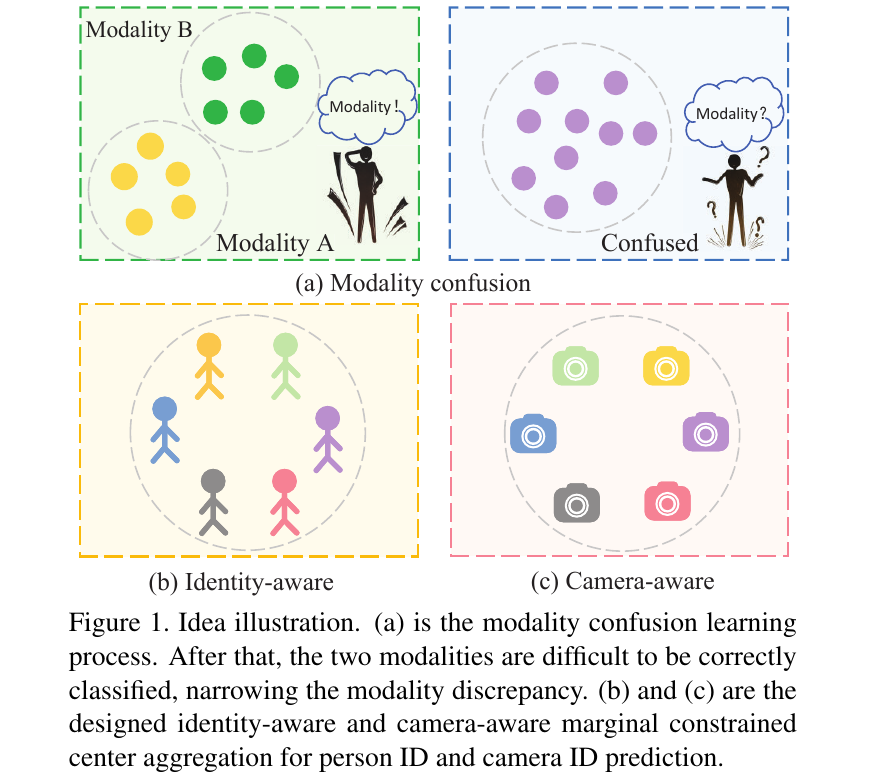 Modality B
Modality!
Modality A
Modality?
?
?
?
Confused
(a) Modality confusion
(b) Identity-aware
(c) Camera-aware
Figure 1. Idea illustration. (a) is the modality confusion learning
process. After that, the two modalities are difficult to be correctly
classified, narrowing the modality discrepancy. (b) and (c) are the
designed identity-aware and camera-aware marginal constrained
center aggregation for person ID and camera ID prediction.